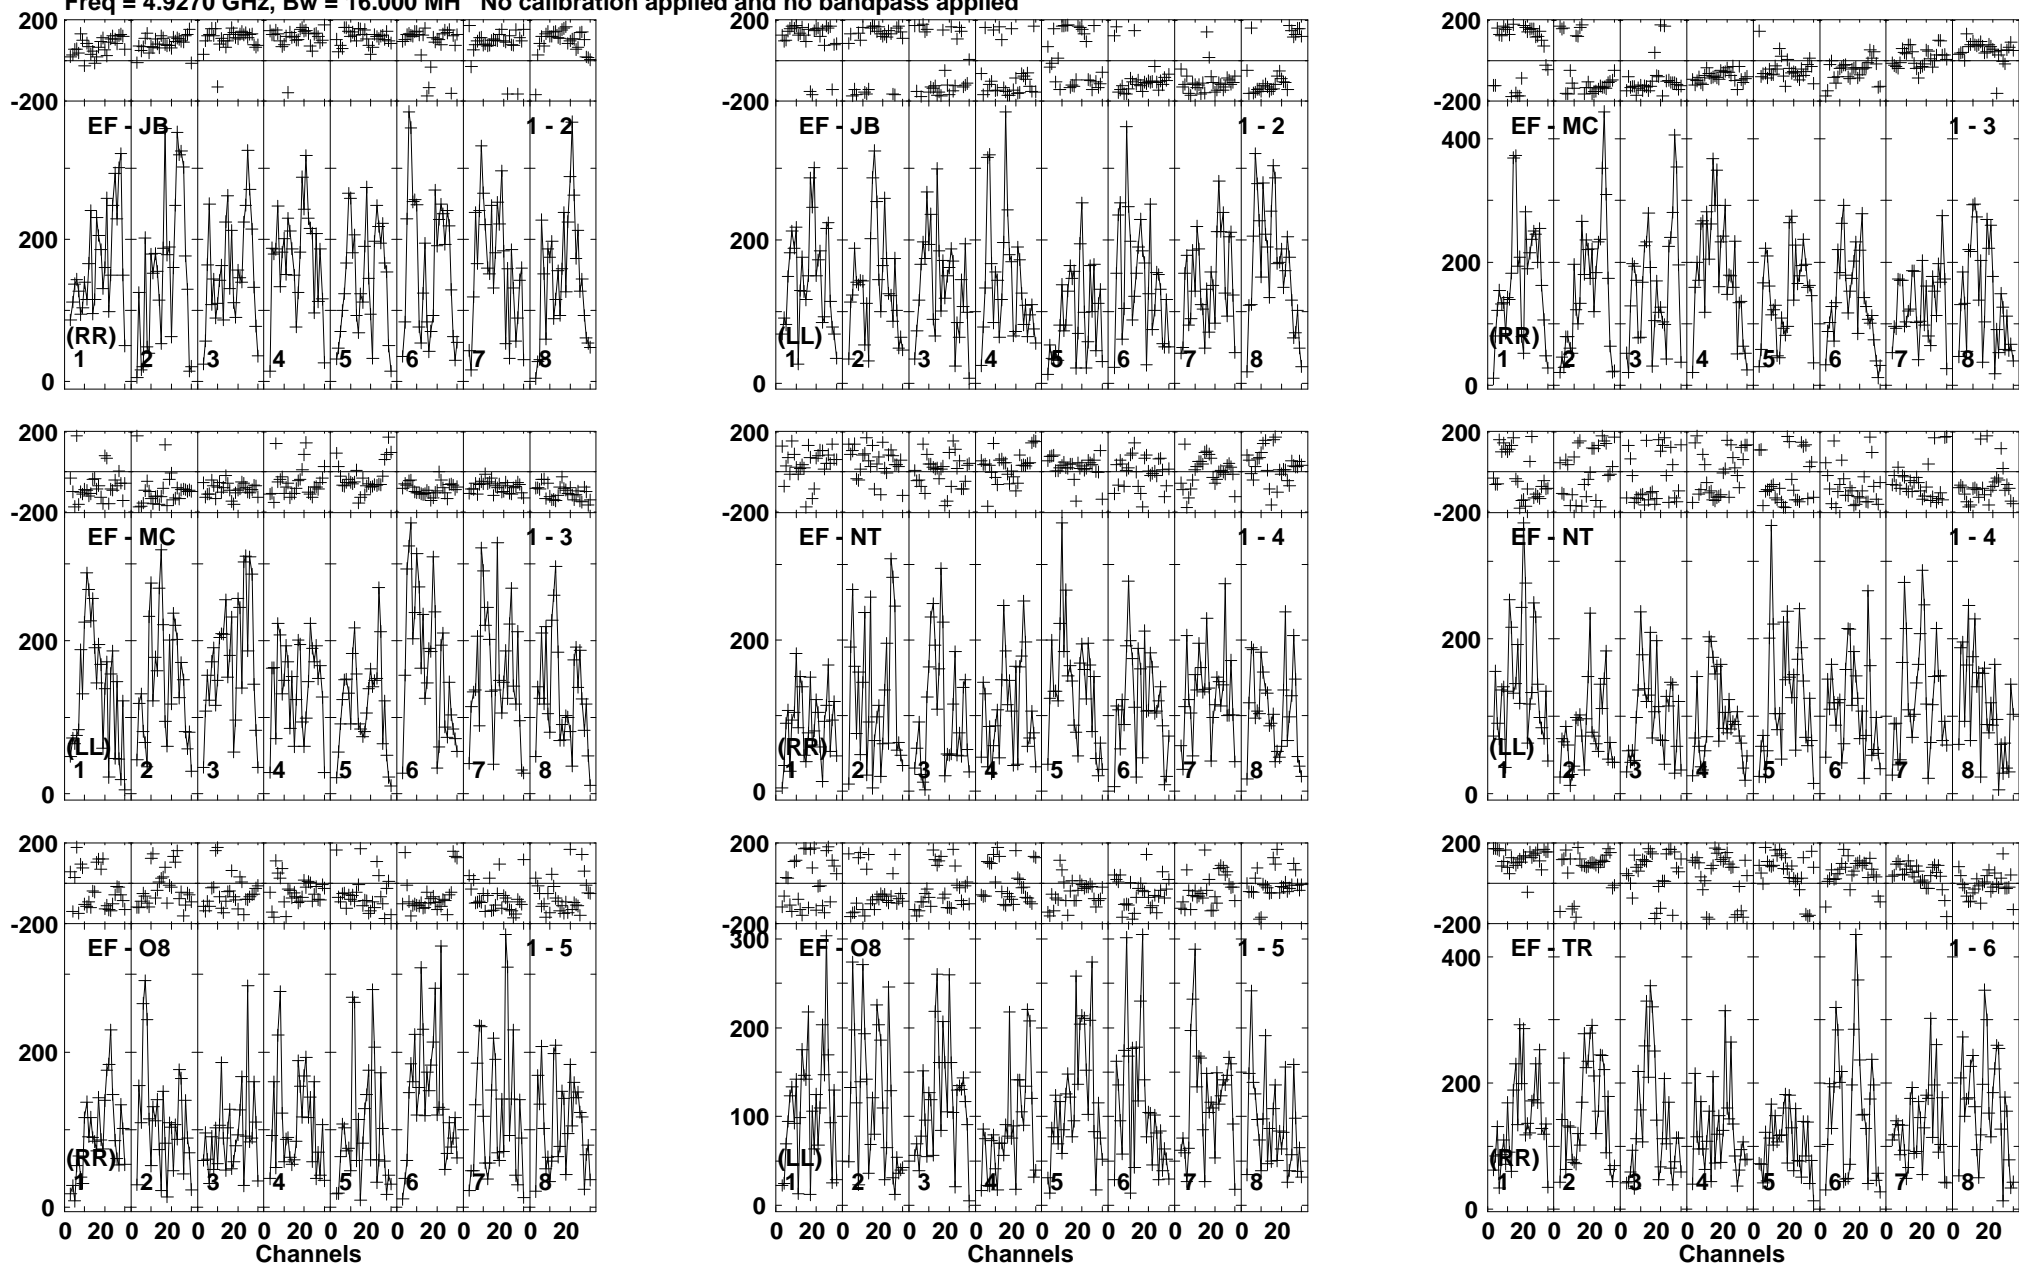 Freq = 4.9270 GHz, Bw = 16.000 MH No calibration applied and no bandpass applied
200
-200
EF - JB 1 - 2
200
(RR)
1 2 3 4 5 6 7 8
0
200
-200
EF - JB 1 - 2
200
(LL)
1 2 3 4 5 6 7 8
0
200
-200
400
EF - MC 1 - 3
200
(RR)
1 2 3 4 5 6 7 8
0
200
-200
EF - MC 1 - 3
200
(LL)
1 2 3 4 5 6 7 8
0
200
-200
EF - NT 1 - 4
200
(RR)
1 2 3 4 5 6 7 8
0
200
-200
EF - NT 1 - 4
200
(LL)
1 2 3 4 5 6 7 8
0
200
-200
EF - O8 1 - 5
200
(RR)
1 2 3 4 5 6 7 8
0
0 20 0 20 0 20 0 20 0 20 0 20 0 20 0 20
Channels
200
-200
300
EF - O8 1 - 5
200
100
(LL)
1 2 3 4 5 6 7 8
0
0 20 0 20 0 20 0 20 0 20 0 20 0 20 0 20
Channels
200
-200
EF - TR 1 - 6
400
200
(RR)
1 2 3 4 5 6 7 8
0
0 20 0 20 0 20 0 20 0 20 0 20 0 20 0 20
Channels